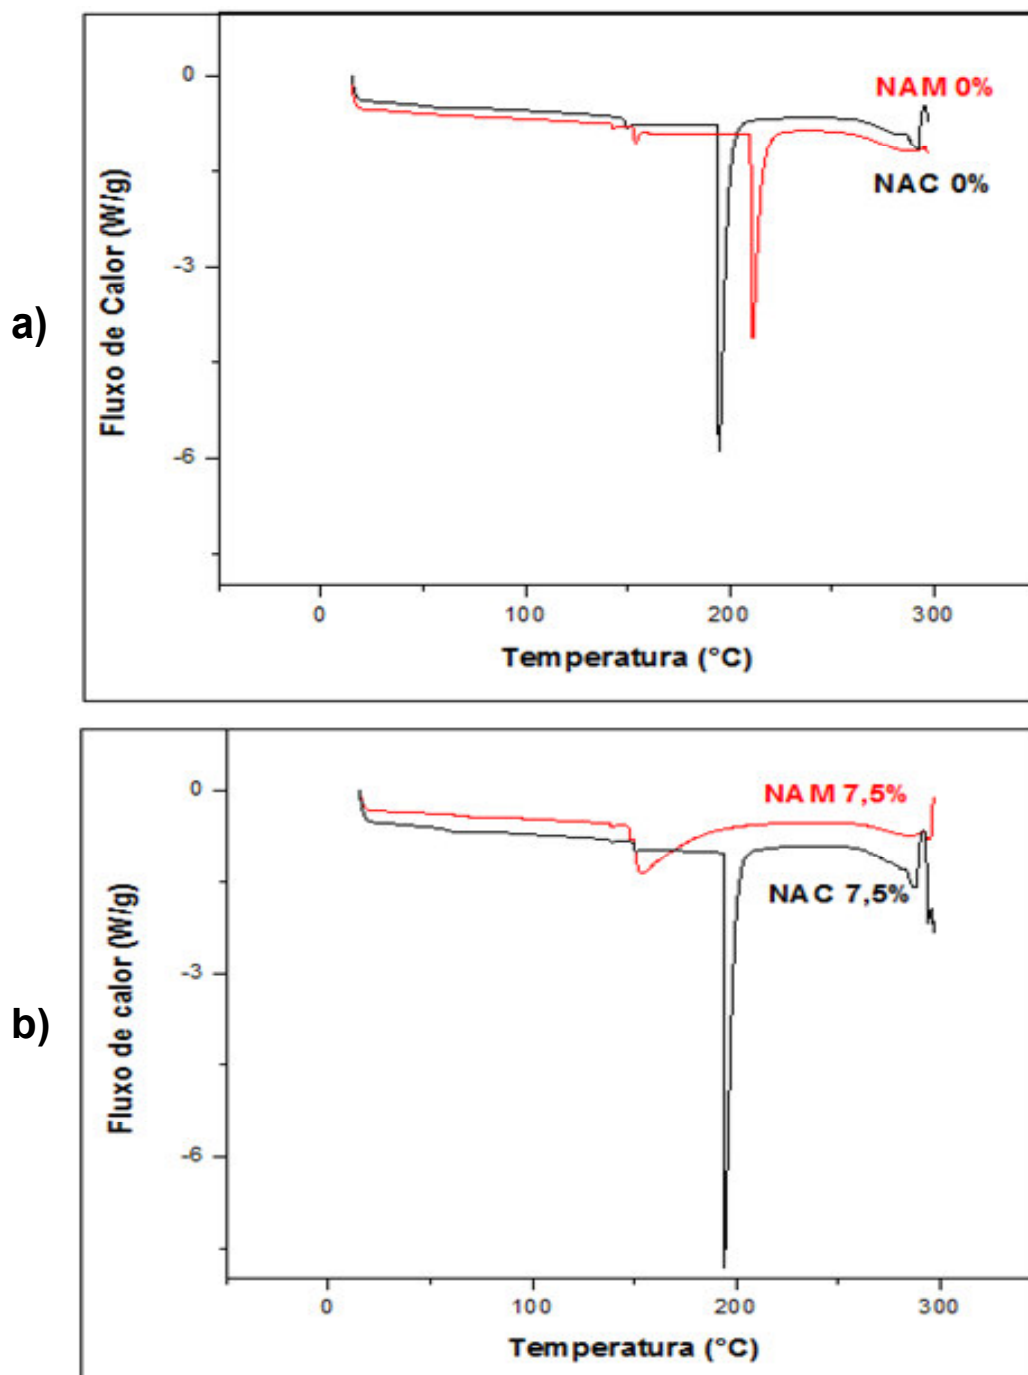 a)
Fluxo de Calor (W/g)
0
-3
-6
NAM 0%
NAC 0%
0
100
200
300
Temperatura (°C)
b)
Fluxo de calor (W/g)
0
-3
-6
NAM 7,5%
NAC 7,5%
0
100
200
300
Temperatura (°C)